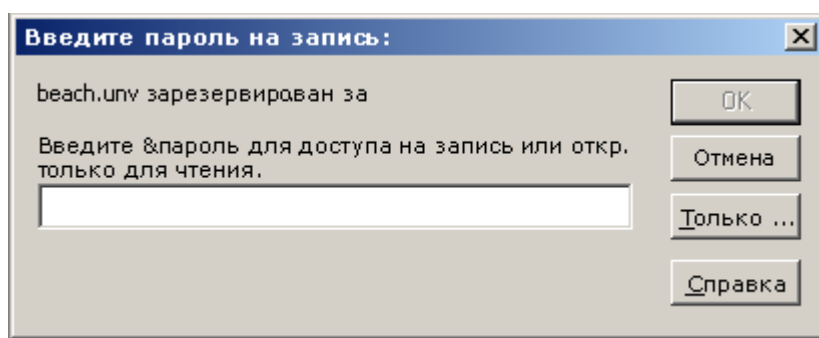 Введите пароль на запись:
beach.unv зарезервирован за
OK
Введите &пароль для доступа на запись или откр.
только для чтения.
Отмена
Только ...
Справка